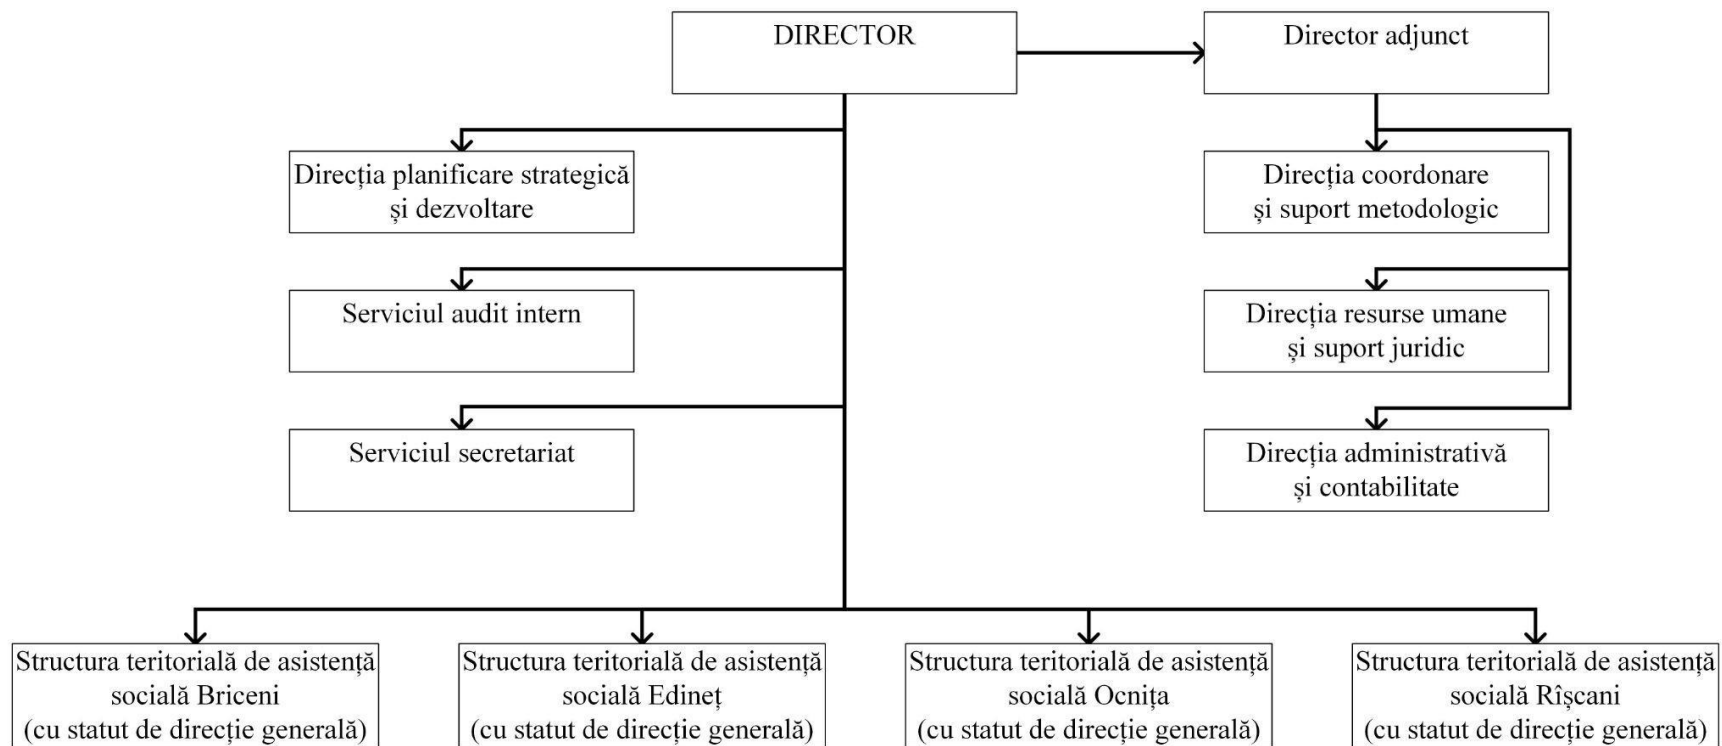 DIRECTOR
Director adjunct
Direcția planificare strategică
și dezvoltare
Direcția coordonare
și suport metodologic
Serviciul audit intern
Direcția resurse umane
și suport juridic
Serviciul secretariat
Direcția administrativă
și contabilitate
Structura teritorială de asistență
socială Briceni
(cu statut de direcție generală)
Structura teritorială de asistență
socială Edineț
(cu statut de direcție generală)
Structura teritorială de asistență
socială Ocnița
(cu statut de direcție generală)
Structura teritorială de asistență
socială Rîșcani
(cu statut de direcție generală)